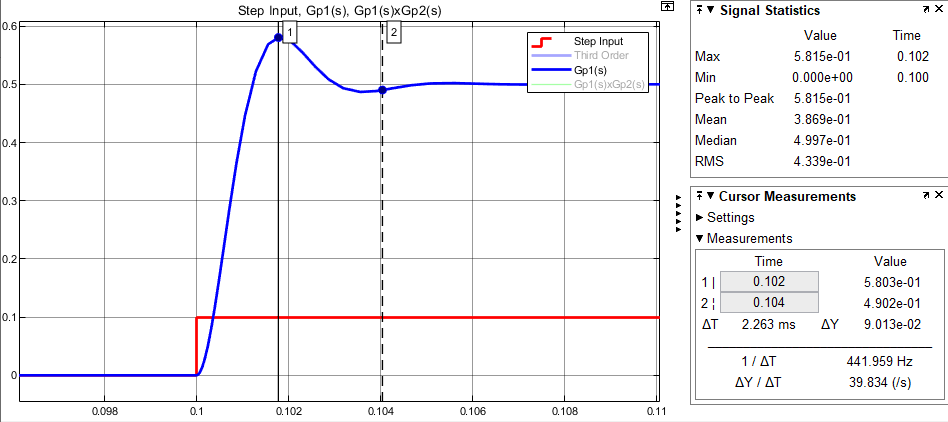 Step Input, Gp1(s), Gp1(s)xGp2(s)
0.6
0.5
0.4
0.3
0.2
0.1
0
0.098
0.1
0.102
0.104
0.106
0.108
0.11
1
2
Step Input
Third Order
Gp1(s)
Gp1(s)xGp2(s)
Signal Statistics
Value Time
Max 5.815e-01 0.102
Min 0.000e+00 0.100
Peak to Peak 5.815e-01
Mean 3.869e-01
Median 4.997e-01
RMS 4.339e-01
Cursor Measurements
Settings
Measurements
Time Value
1 | 0.102 5.803e-01
2 ¦ 0.104 4.902e-01
ΔT 2.263 ms ΔY 9.013e-02
1 / ΔT 441.959 Hz
ΔY / ΔT 39.834 (/s)